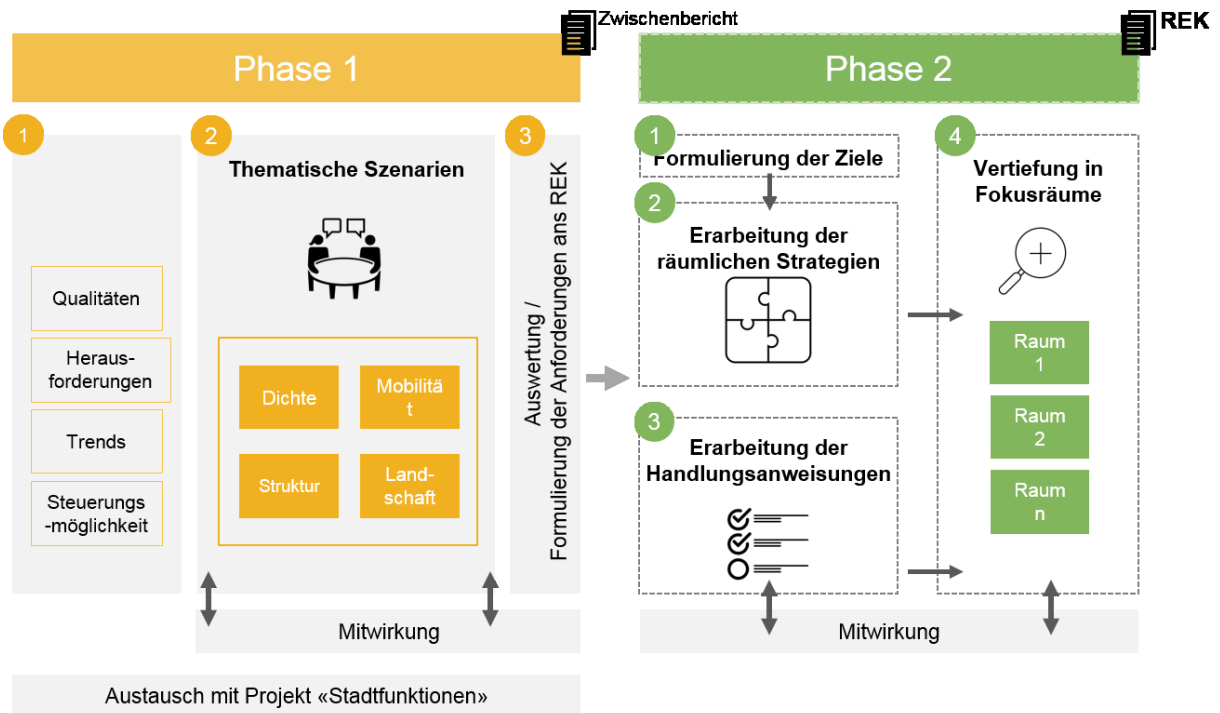 Zwischenbericht
REK
Phase 1
Phase 2
1
Qualitäten
Heraus-
forderungen
Trends
Steuerungs
-möglichkeit
2
Thematische Szenarien
Dichte
Mobilitä
t
Struktur
Land-
schaft
3
Auswertung /
Formulierung der Anforderungen ans REK
Mitwirkung
Austausch mit Projekt «Stadtfunktionen»
1
Formulierung der Ziele
2
Erarbeitung der
räumlichen Strategien
3
Erarbeitung der
Handlungsanweisungen
4
Vertiefung in
Fokusräume
Raum
1
Raum
2
Raum
n
Mitwirkung